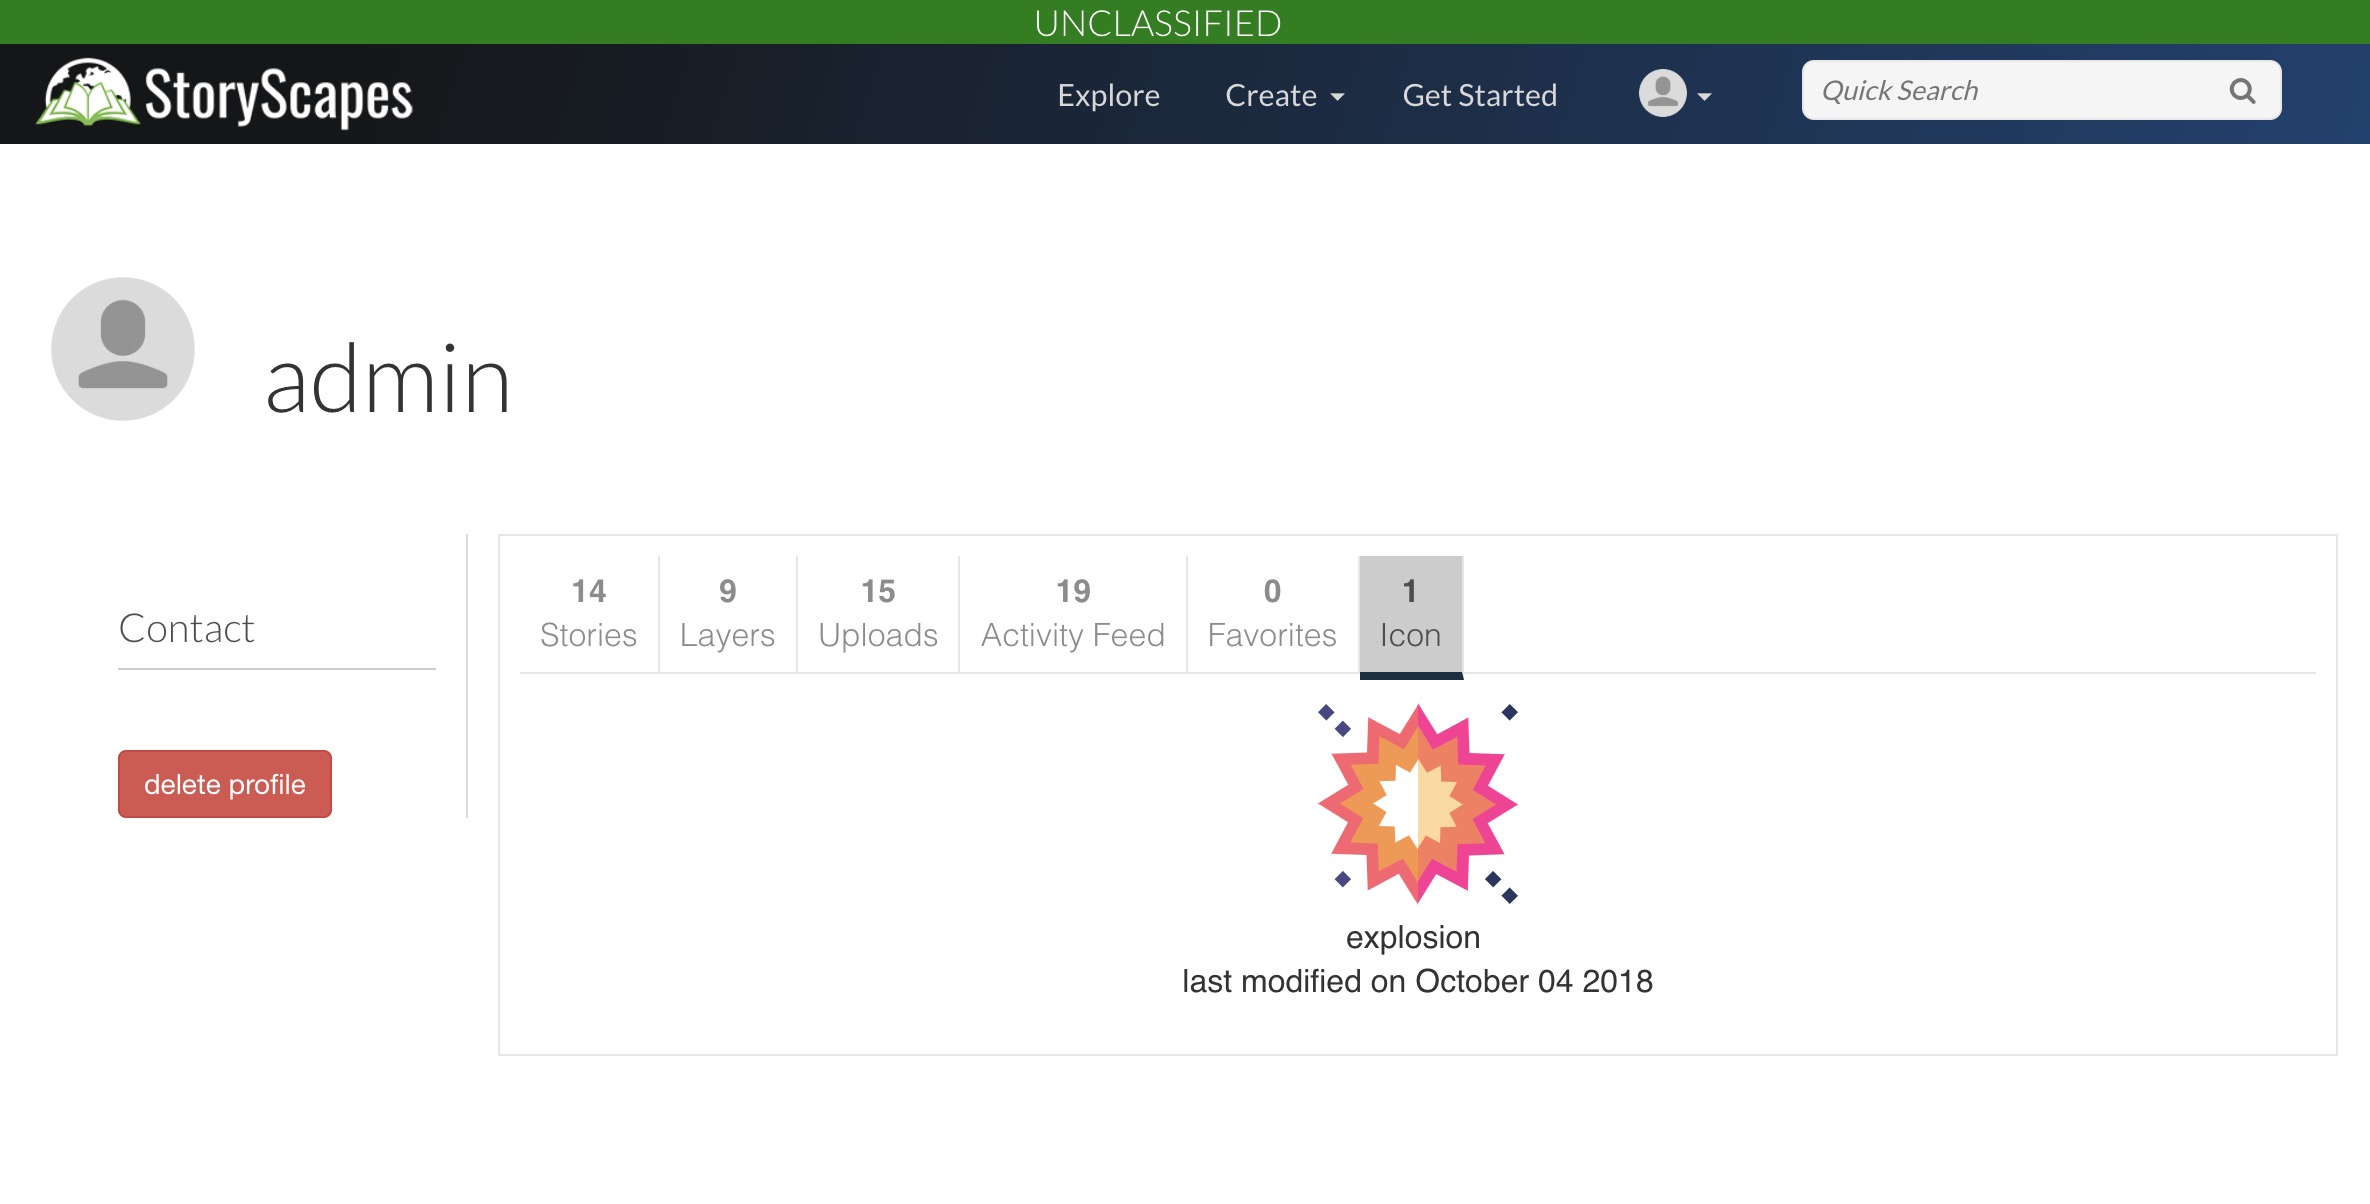 UNCLASSIFIED
StoryScapes
Explore Create Get Started Quick Search
admin
Contact
delete profile
14 9 15 19 0 1
Stories Layers Uploads Activity Feed Favorites Icon
explosion
last modified on October 04 2018